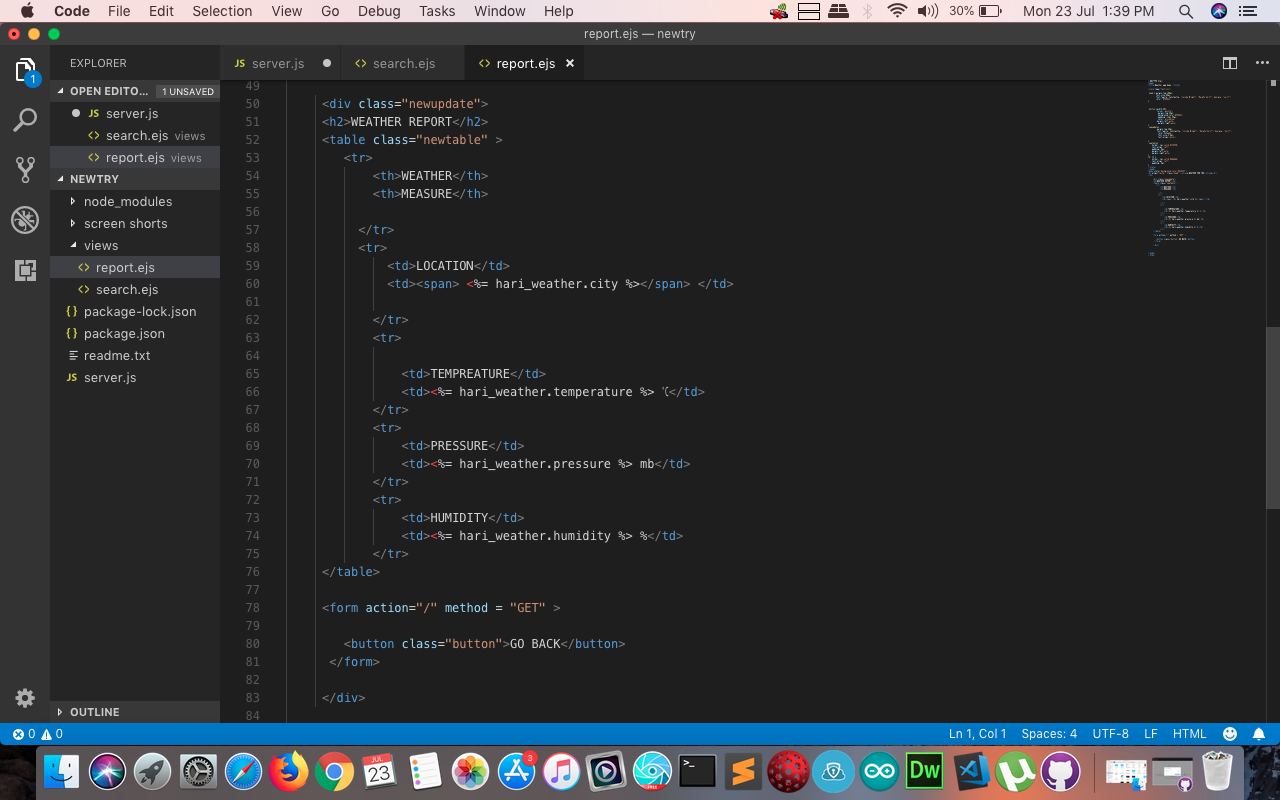 Code File Edit Selection View Go Debug Tasks Window Help 30% Mon 23 Jul 1:39 PM
report.ejs — newtry
EXPLORER
JS server.js
<> search.ejs
<> report.ejs ×
1
OPEN EDITO... 1 UNSAVED
JS server.js
<> search.ejs views
<> report.ejs views
NEWTRY
node_modules
screen shorts
views
<> report.ejs
<> search.ejs
{} package-lock.json
{} package.json
readme.txt
JS server.js
OUTLINE
49
50 <div class="newupdate">
51 <h2>WEATHER REPORT</h2>
52 <table class="newtable" >
53 <tr>
54 <th>WEATHER</th>
55 <th>MEASURE</th>
56
57 </tr>
58 <tr>
59 <td>LOCATION</td>
60 <td><span> <%= hari_weather.city %></span> </td>
61
62 </tr>
63 <tr>
64
65 <td>TEMPREATURE</td>
66 <td><%= hari_weather.temperature %> ℃</td>
67 </tr>
68 <tr>
69 <td>PRESSURE</td>
70 <td><%= hari_weather.pressure %> mb</td>
71 </tr>
72 <tr>
73 <td>HUMIDITY</td>
74 <td><%= hari_weather.humidity %> %</td>
75 </tr>
76 </table>
77
78 <form action="/" method = "GET" >
79
80 <button class="button">GO BACK</button>
81 </form>
82
83 </div>
84
0 0 Ln 1, Col 1 Spaces: 4 UTF-8 LF HTML
JUL
23
3
>_
Dw